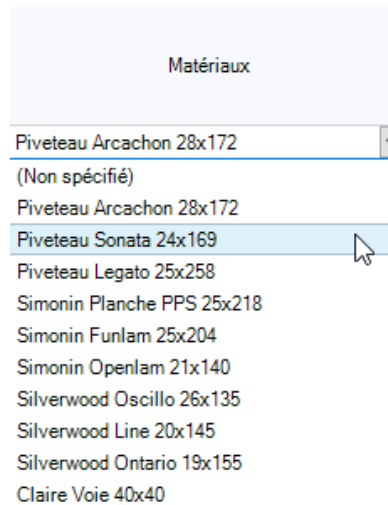 Matériaux
Piveteau Arcachon 28x172
(Non spécifié)
Piveteau Arcachon 28x172
Piveteau Sonata 24x169
Piveteau Legato 25x258
Simonin Planche PPS 25x218
Simonin Funlam 25x204
Simonin Openlam 21x140
Silverwood Oscillo 26x135
Silverwood Line 20x145
Silverwood Ontario 19x155
Claire Voie 40x40